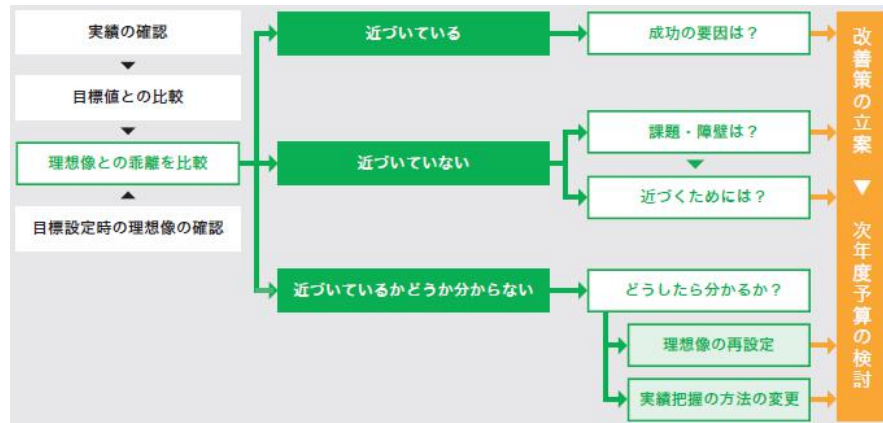 実績の確認
目標値との比較
理想像との乖離を比較
目標設定時の理想像の確認
近づいている
近づいていない
近づいているかどうか分からない
成功の要因は？
課題・障壁は？
近づくためには？
どうしたら分かるか？
理想像の再設定
実績把握の方法の変更
改善策の立案
次年度予算の検討